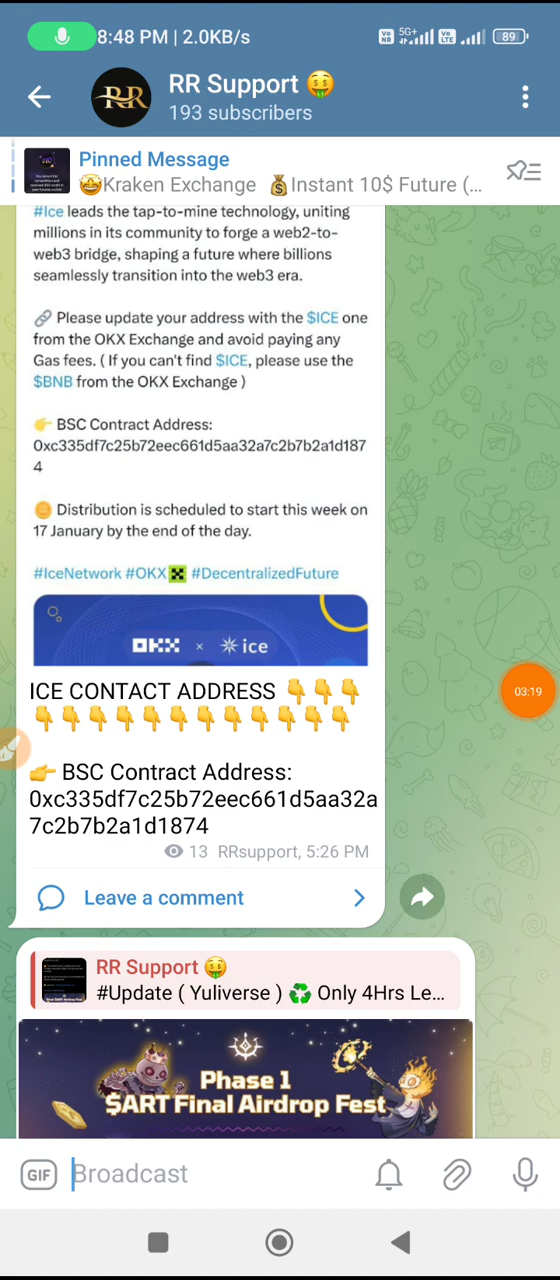 8:48 PM | 2.0KB/s
Vo NR 5G+ Vo LTE 89
RR
RR Support 🤑
193 subscribers
Pinned Message
🤩Kraken Exchange 💰Instant 10$ Future (...
#Ice leads the tap-to-mine technology, uniting
millions in its community to forge a web2-to-
web3 bridge, shaping a future where billions
seamlessly transition into the web3 era.
🔗 Please update your address with the $ICE one
from the OKX Exchange and avoid paying any
Gas fees. ( If you can't find $ICE, please use the
$BNB from the OKX Exchange )
👉 BSC Contract Address:
0xc335df7c25b72eec661d5aa32a7c2b7b2a1d187
4
🪙 Distribution is scheduled to start this week on
17 January by the end of the day.
#IceNetwork #OKX #DecentralizedFuture
OKX × ice
ICE CONTACT ADDRESS 👇👇👇
👇👇👇👇👇👇👇👇👇👇👇👇
03:19
👉 BSC Contract Address:
0xc335df7c25b72eec661d5aa32a
7c2b7b2a1d1874
13 RRsupport, 5:26 PM
Leave a comment
RR Support 🤑
#Update ( Yuliverse ) ♻️ Only 4Hrs Le...
Phase 1
$ART Final Airdrop Fest
GIF Broadcast